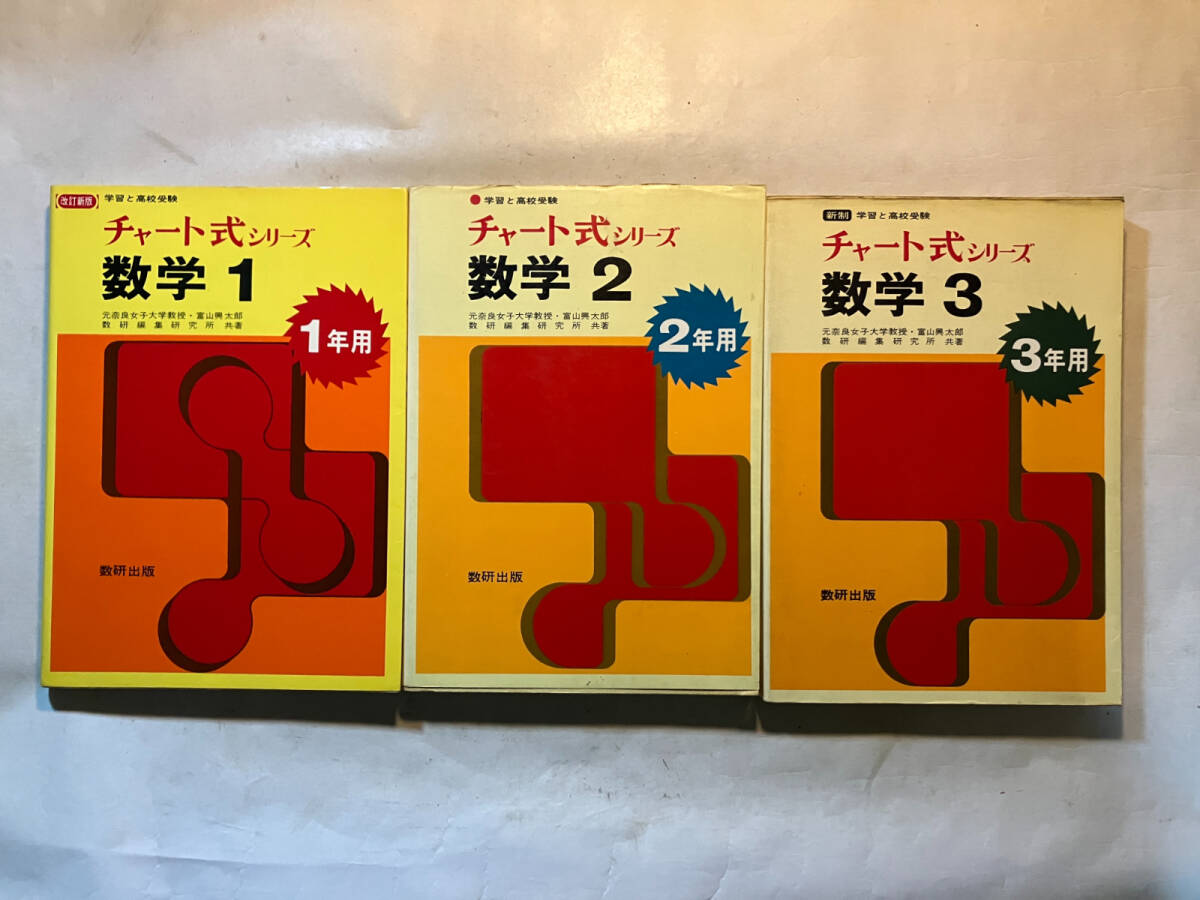 改訂新版 学習と高校受験
チャート式シリーズ
数学1
元奈良女子大学教授・富山興太郎
数研編集研究所 共著
1年用
数研出版
●学習と高校受験
チャート式シリーズ
数学2
元奈良女子大学教授・富山興太郎
数研編集研究所 共著
2年用
数研出版
新制 学習と高校受験
チャート式シリーズ
数学3
元奈良女子大学教授・富山興太郎
数研編集研究所 共著
3年用
数研出版